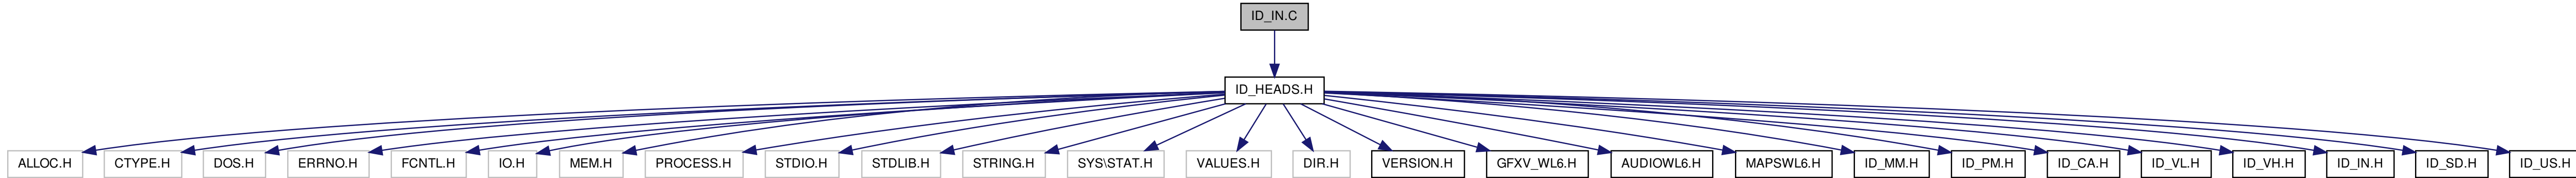 ID_IN.C
ID_HEADS.H
ALLOC.H
CTYPE.H
DOS.H
ERRNO.H
FCNTL.H
IO.H
MEM.H
PROCESS.H
STDIO.H
STDLIB.H
STRING.H
SYS\STAT.H
VALUES.H
DIR.H
VERSION.H
GFXV_WL6.H
AUDIOWL6.H
MAPSWL6.H
ID_MM.H
ID_PM.H
ID_CA.H
ID_VL.H
ID_VH.H
ID_IN.H
ID_SD.H
ID_US.H